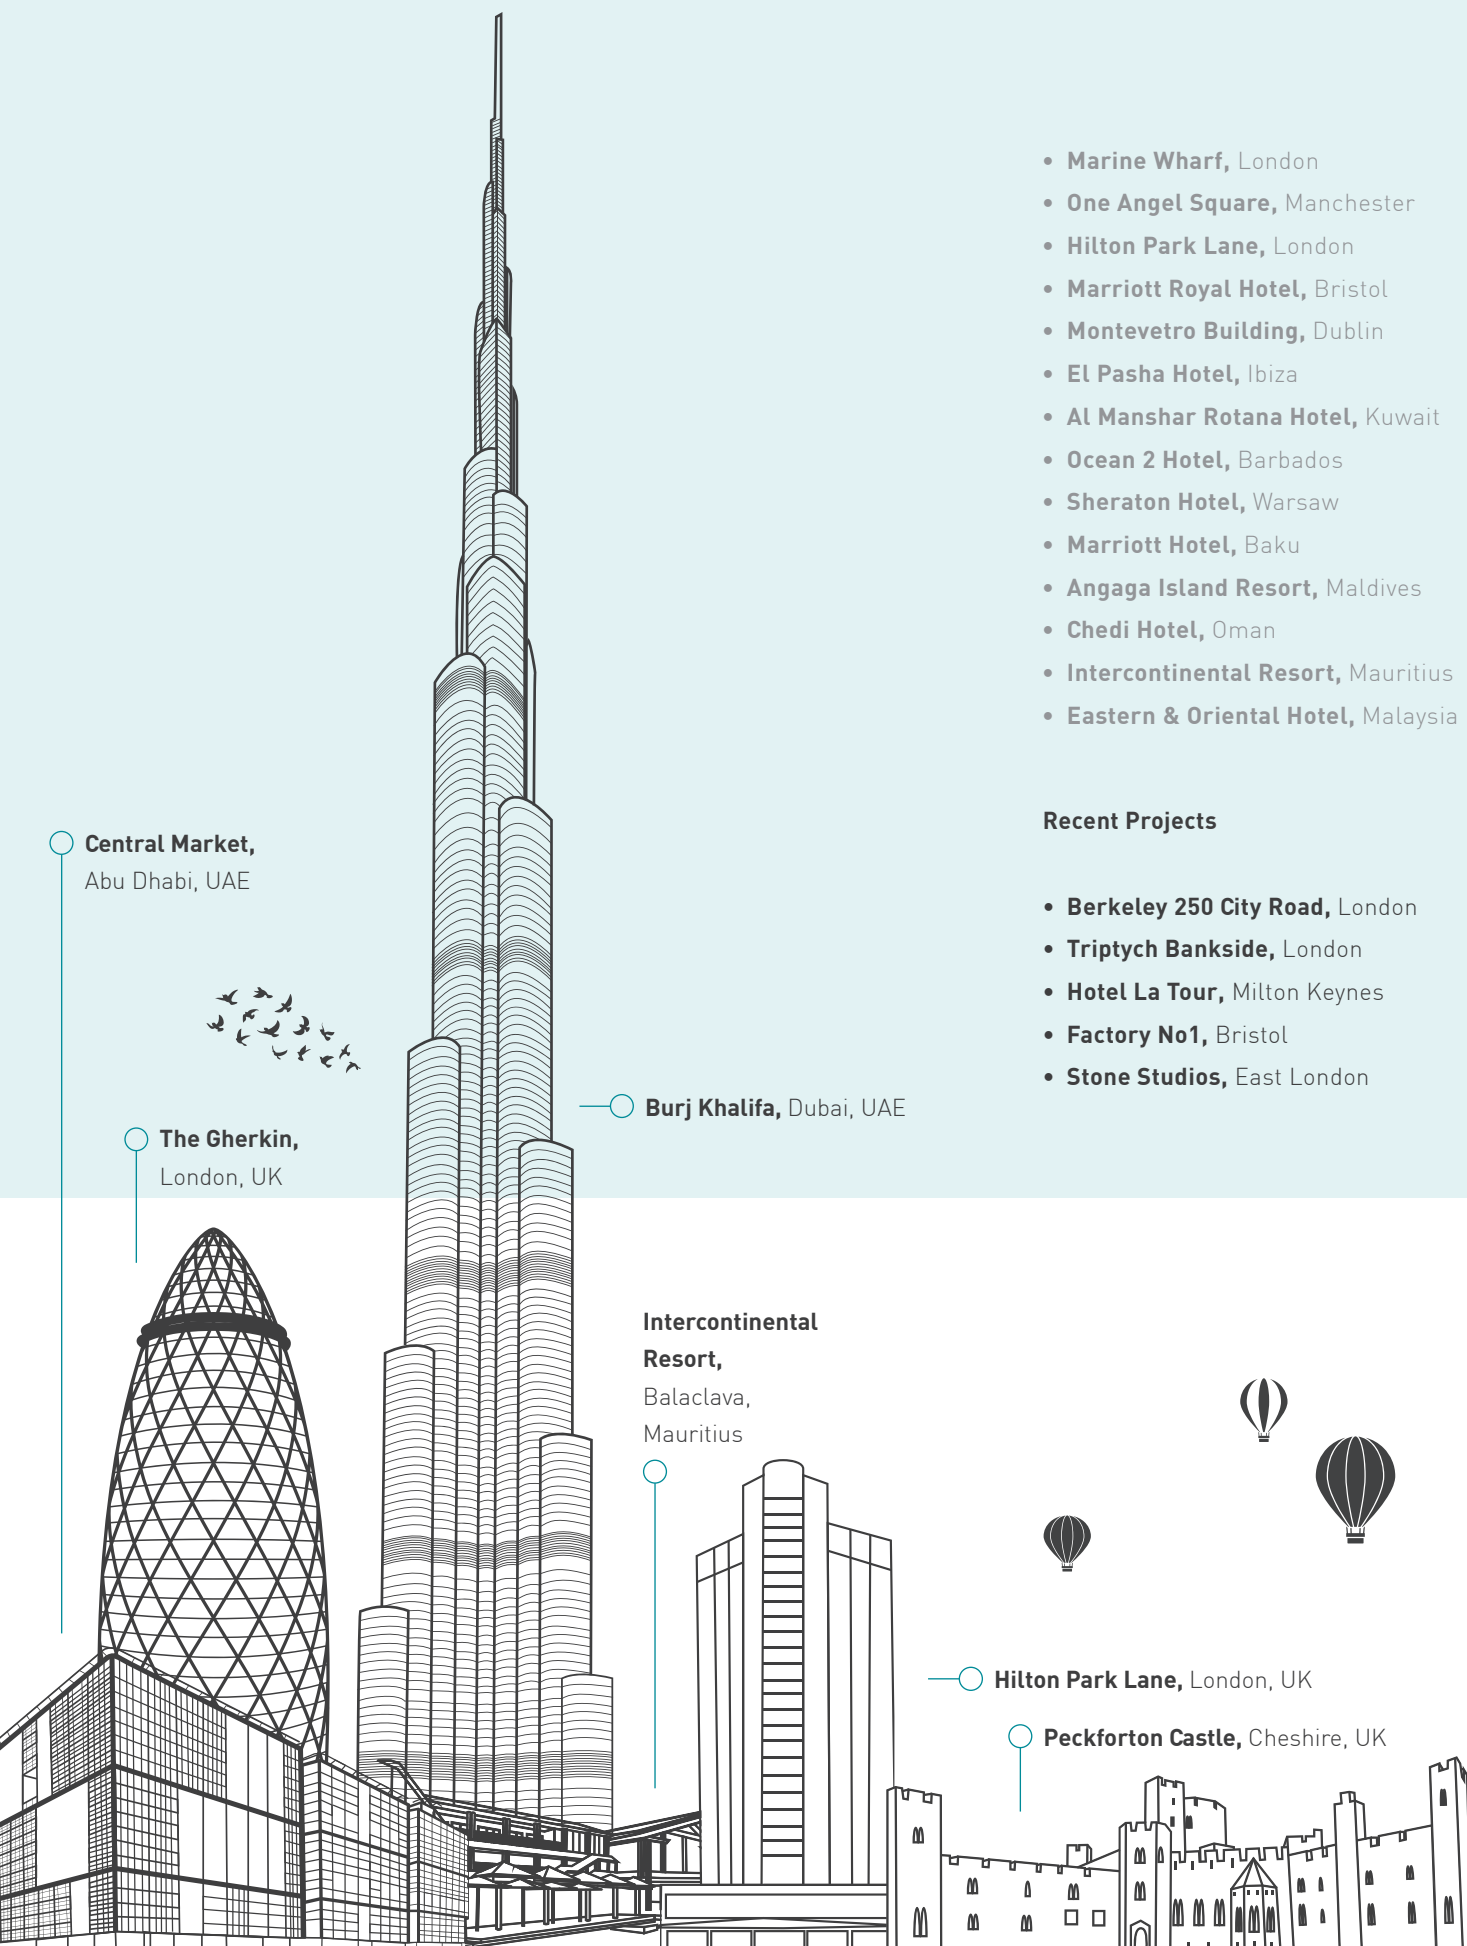 • Marine Wharf, London
• One Angel Square, Manchester
• Hilton Park Lane, London
• Marriott Royal Hotel, Bristol
• Montevetro Building, Dublin
• El Pasha Hotel, Ibiza
• Al Manshar Rotana Hotel, Kuwait
• Ocean 2 Hotel, Barbados
• Sheraton Hotel, Warsaw
• Marriott Hotel, Baku
• Angaga Island Resort, Maldives
• Chedi Hotel, Oman
• Intercontinental Resort, Mauritius
• Eastern & Oriental Hotel, Malaysia
Recent Projects
• Berkeley 250 City Road, London
• Triptych Bankside, London
• Hotel La Tour, Milton Keynes
• Factory No1, Bristol
• Stone Studios, East London
Central Market,
Abu Dhabi, UAE
Burj Khalifa, Dubai, UAE
The Gherkin,
London, UK
Intercontinental
Resort,
Balaclava,
Mauritius
Hilton Park Lane, London, UK
Peckforton Castle, Cheshire, UK